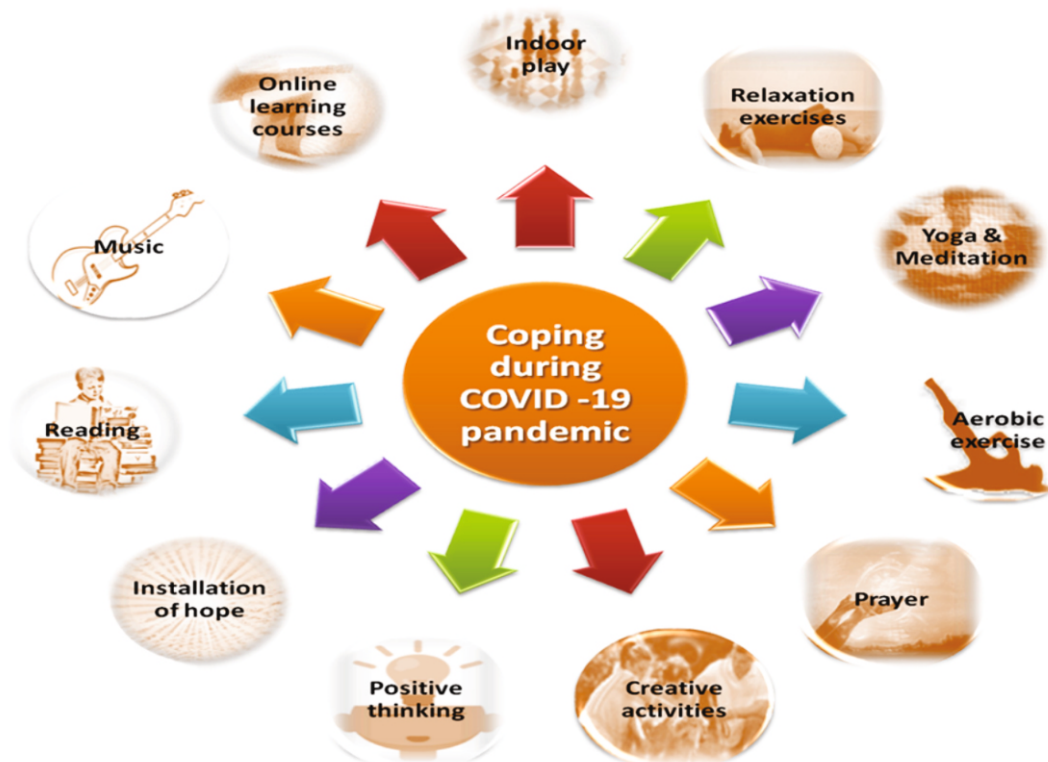 Indoor
play
Online
learning
courses
Relaxation
exercises
Music
Yoga &
Meditation
Coping
during
COVID -19
pandemic
Reading
Aerobic
exercise
Installation
of hope
Prayer
Positive
thinking
Creative
activities